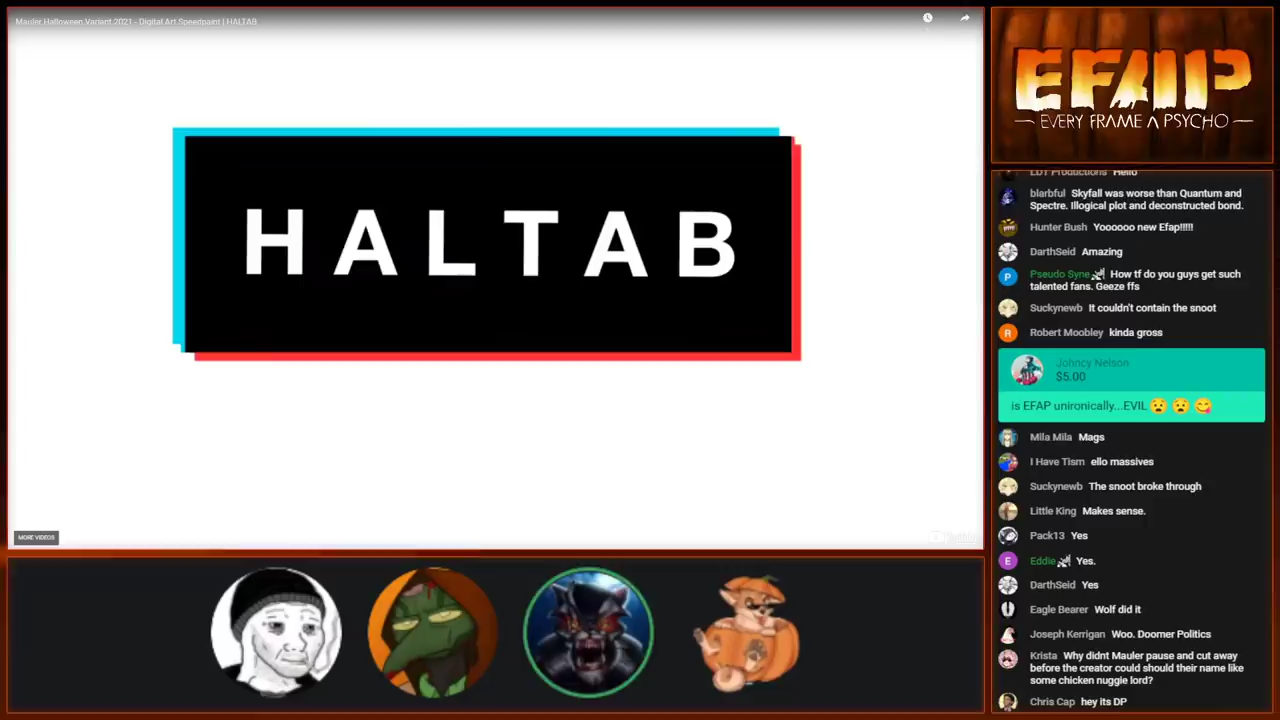 Mauler Halloween Variant 2021 - Digital Art Speedpaint | HALTAB
HALTAB
MORE VIDEOS
EFAP
EVERY FRAME A PSYCHO
LDT Productions Hello
blarbful Skyfall was worse than Quantum and
Spectre. Illogical plot and deconstructed bond.
Hunter Bush Yoooooo new Efap!!!!!
DarthSeid Amazing
Pseudo Syne How tf do you guys get such
talented fans. Geeze ffs
Suckynewb It couldn't contain the snoot
Robert Moobley kinda gross
Johncy Nelson
$5.00
is EFAP unironically...EVIL 😧 😧 😋
Mila Mila Mags
I Have Tism ello massives
Suckynewb The snoot broke through
Little King Makes sense.
Pack13 Yes
Eddie Yes.
DarthSeid Yes
Eagle Bearer Wolf did it
Joseph Kerrigan Woo. Doomer Politics
Krista Why didnt Mauler pause and cut away
before the creator could should their name like
some chicken nuggie lord?
Chris Cap hey its DP